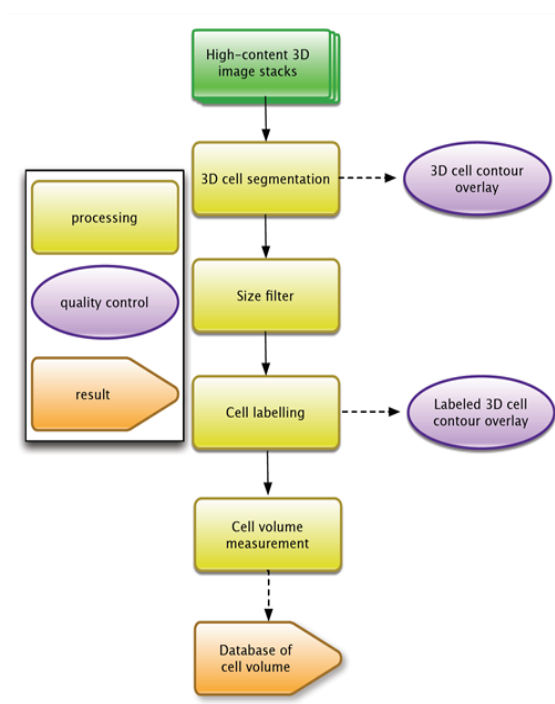 High-content 3D
image stacks
3D cell segmentation
3D cell contour
overlay
processing
quality control
result
Size filter
Cell labelling
Labeled 3D cell
contour overlay
Cell volume
measurement
Database of
cell volume